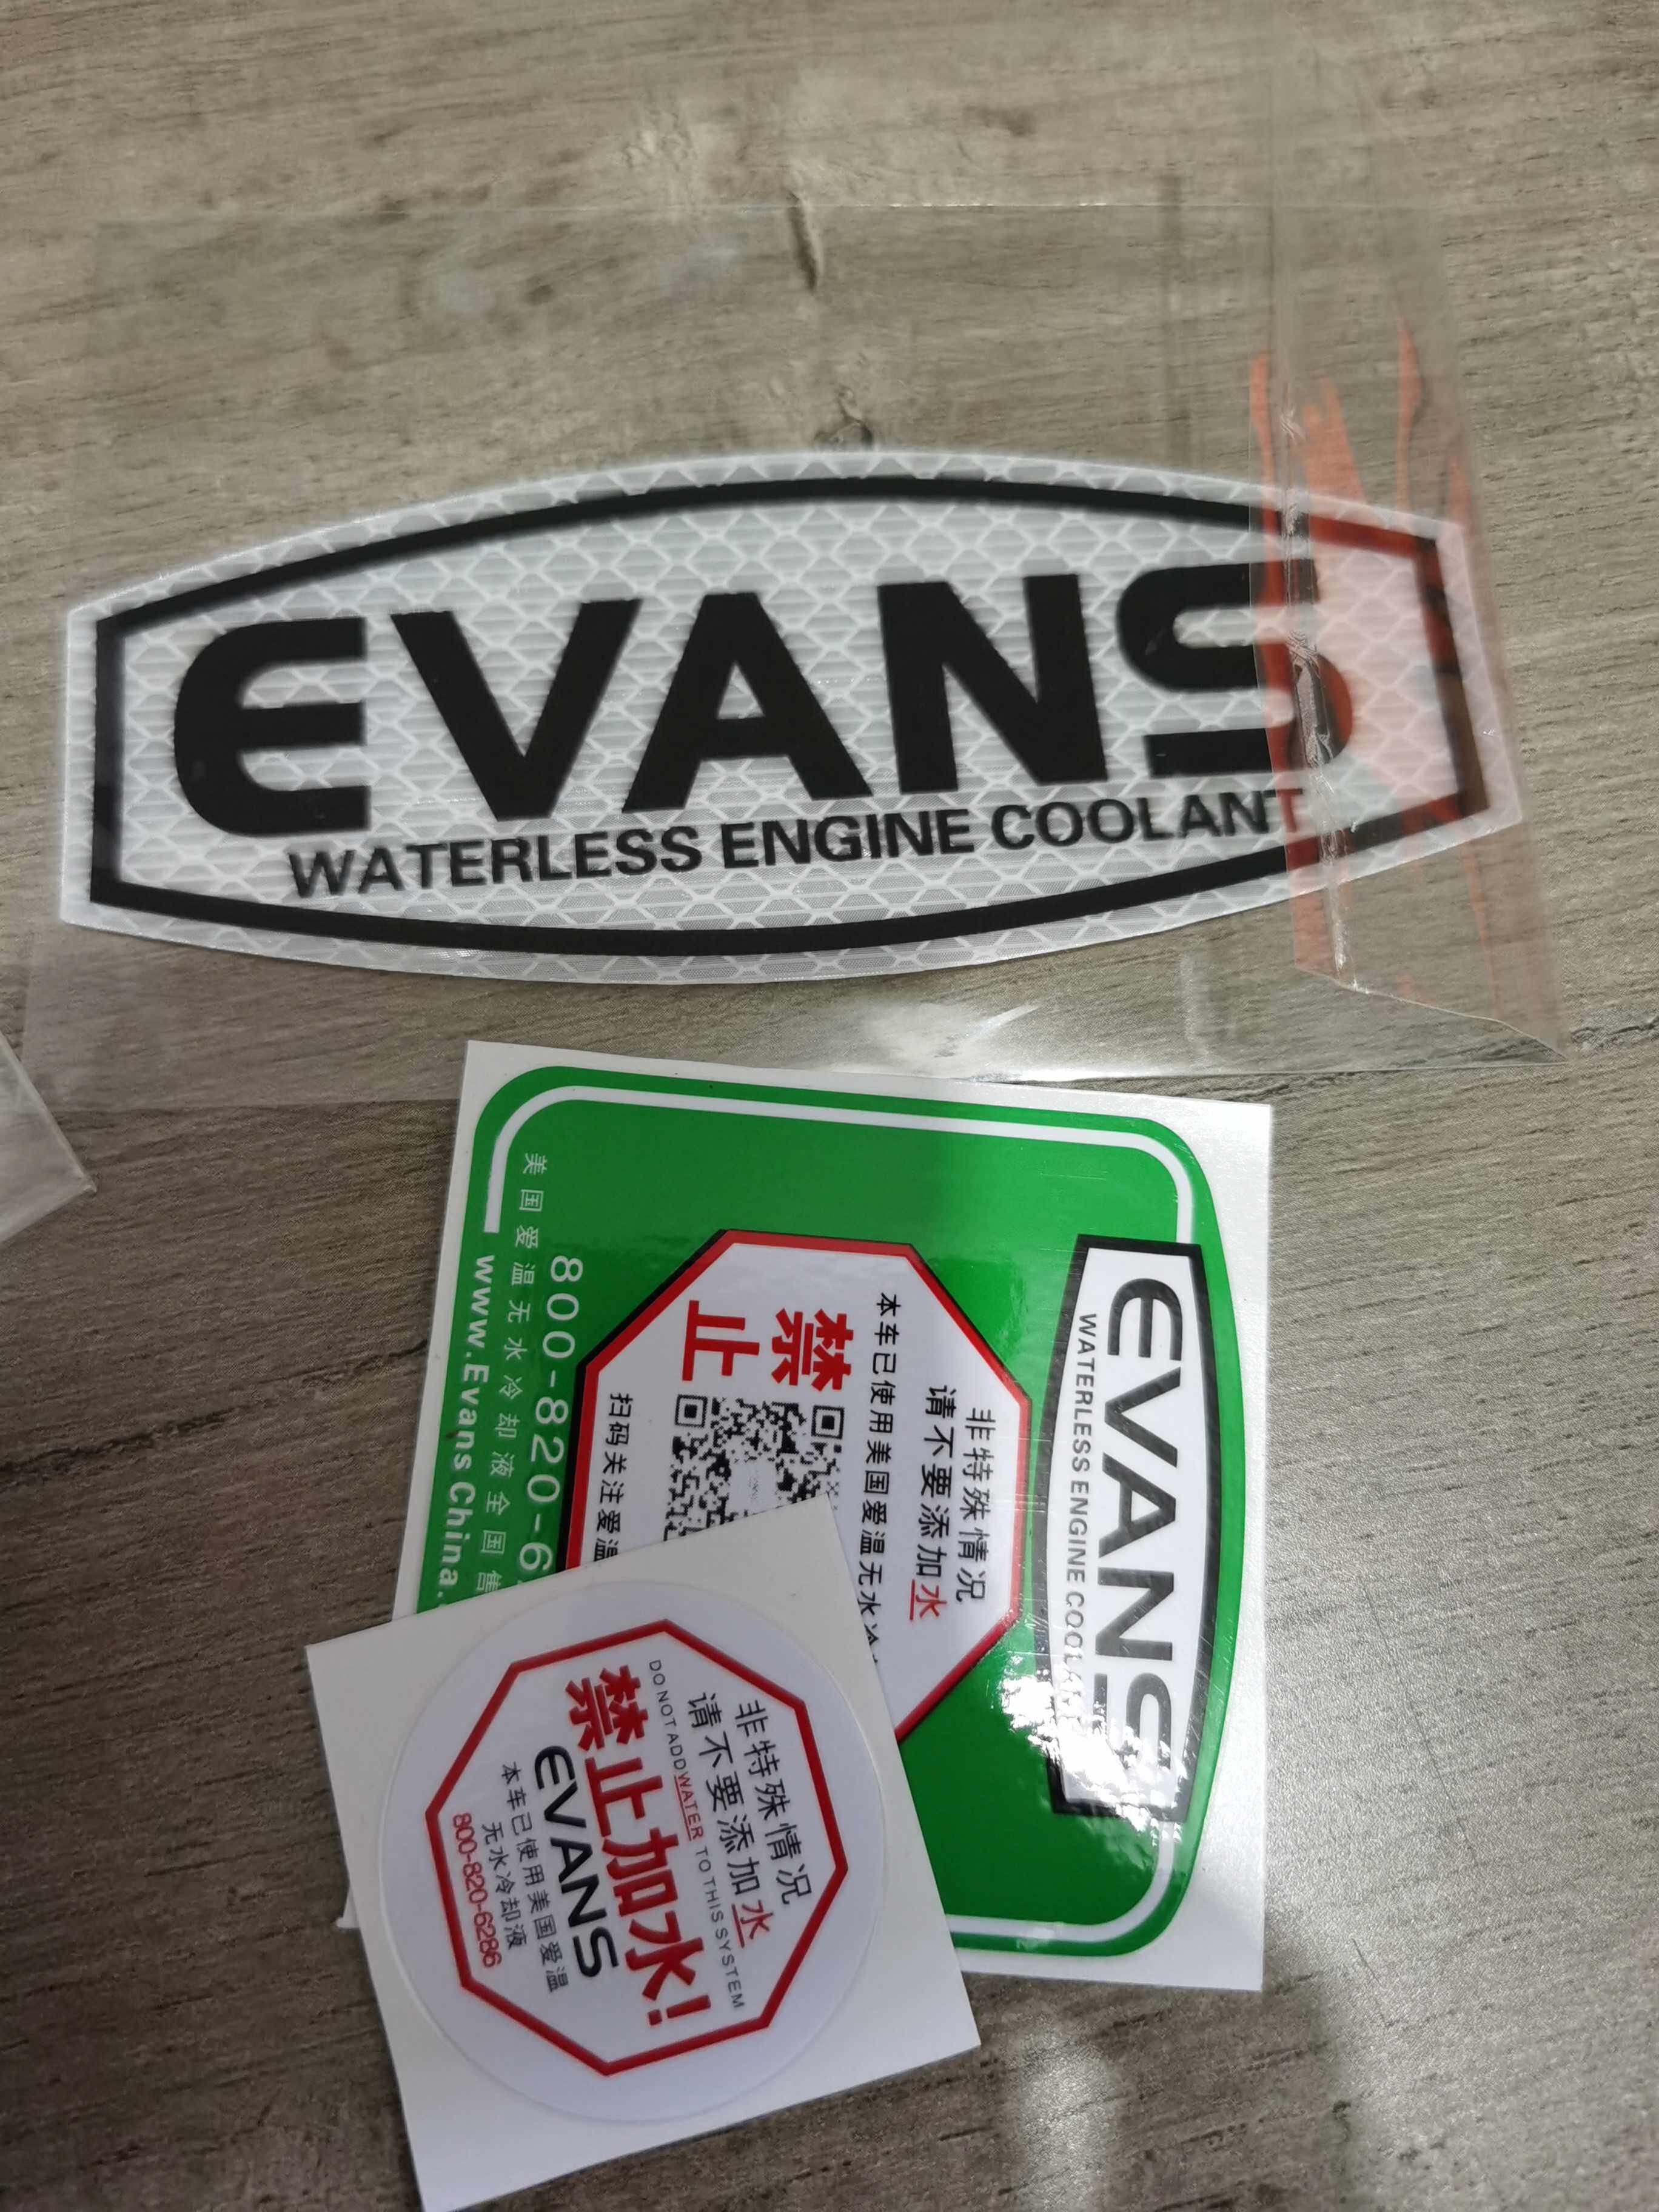 EVANS
WATERLESS ENGINE COOLANT
EVANS
WATERLESS ENGINE COOLANT
非特殊情况
请不要添加水
本车已使用美国爱温无水冷
禁
止
扫码关注爱温
800-820-6
美国爱温无水冷却液全国售
www.EvansChina.
非特殊情况
请不要添加水
DO NOT ADD WATER TO THIS SYSTEM
禁止加水!
EVANS
本车已使用美国爱温
无水冷却液
800-820-6286